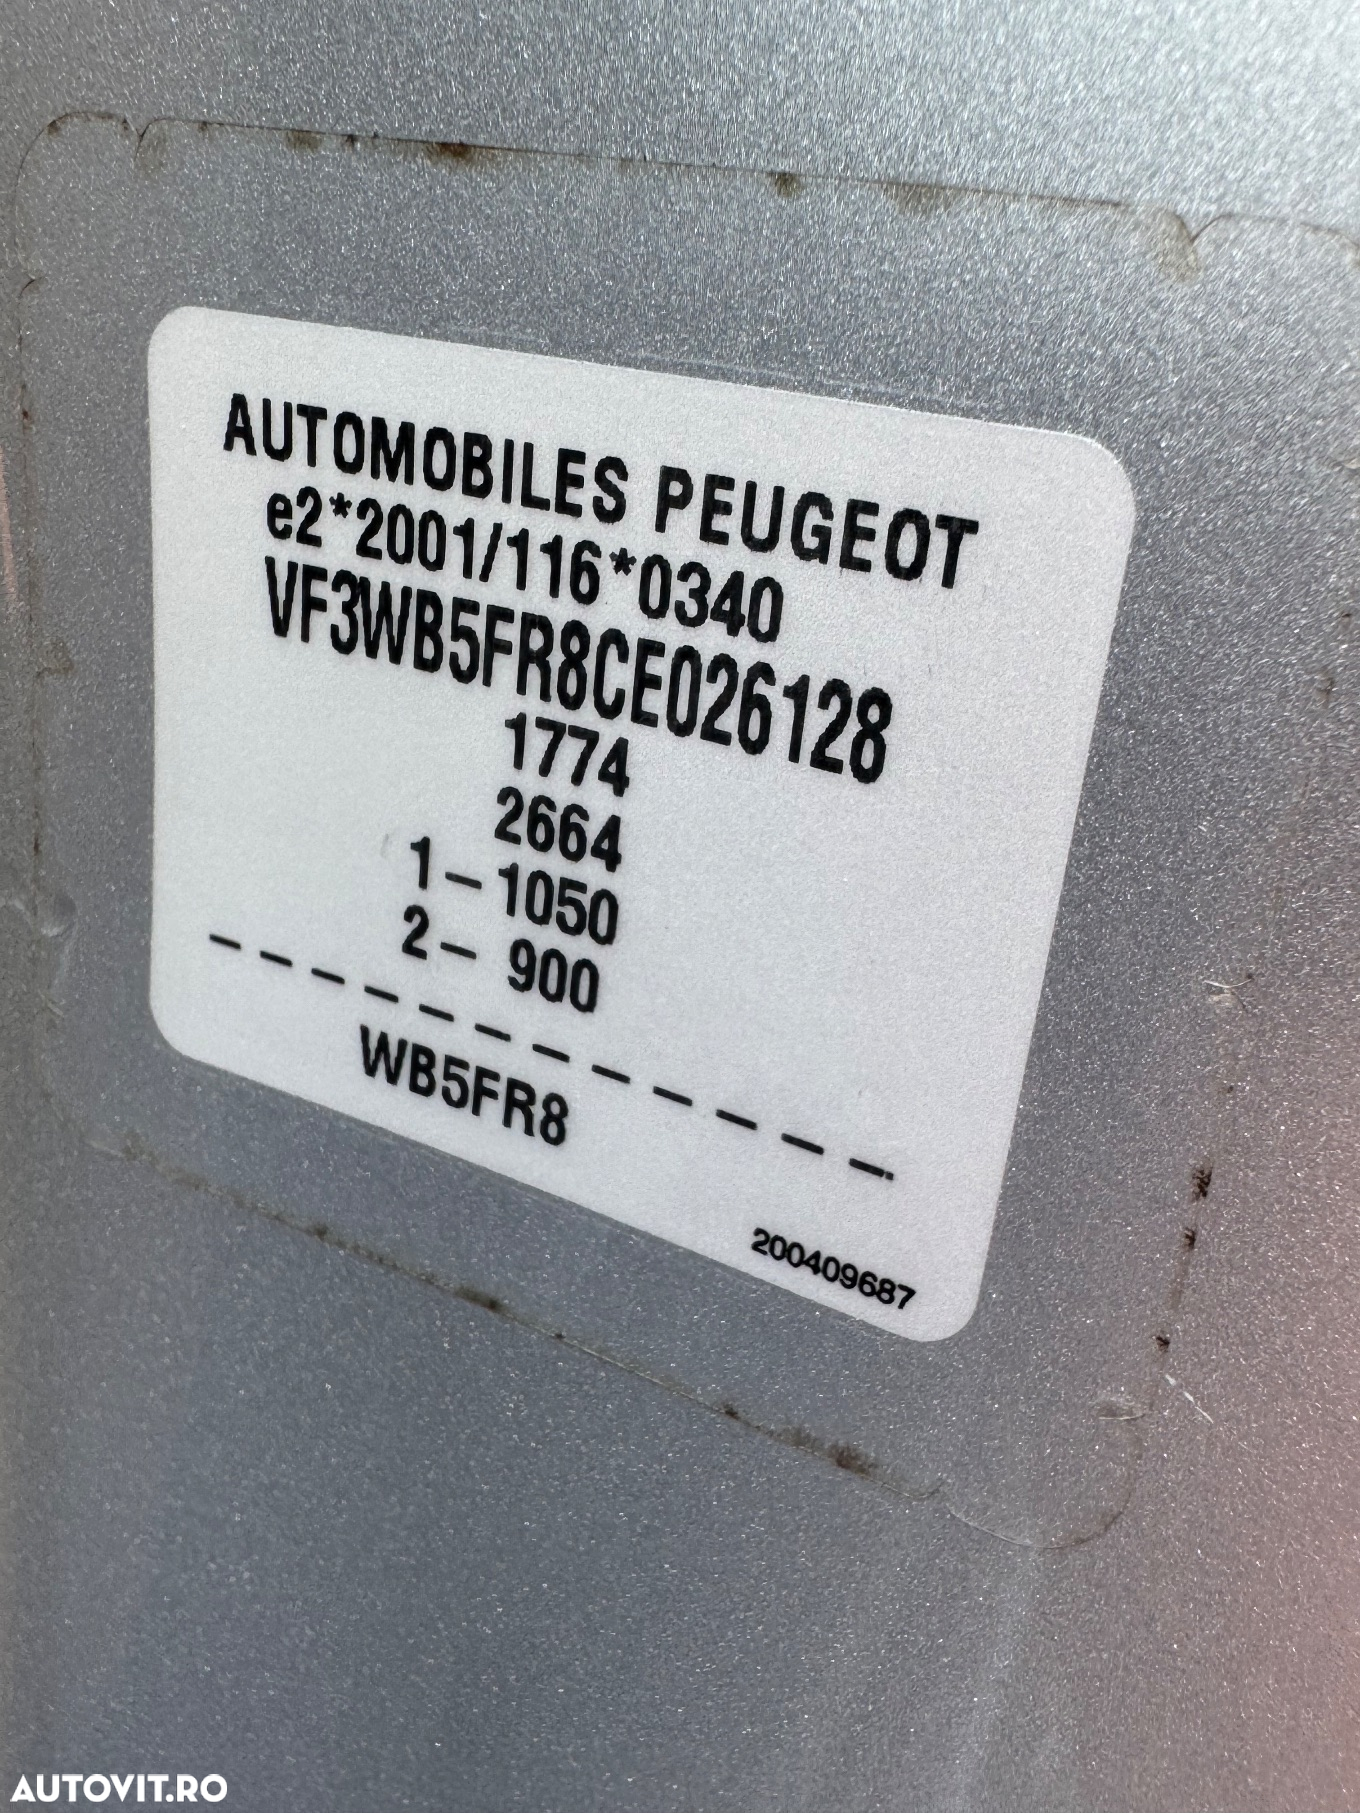 AUTOMOBILES PEUGEOT
e2*2001/116*0340
VF3WB5FR8CE026128
1774
2664
1 – 1050
2 – 900
WB5FR8
200409687
AUTOVIT.RO